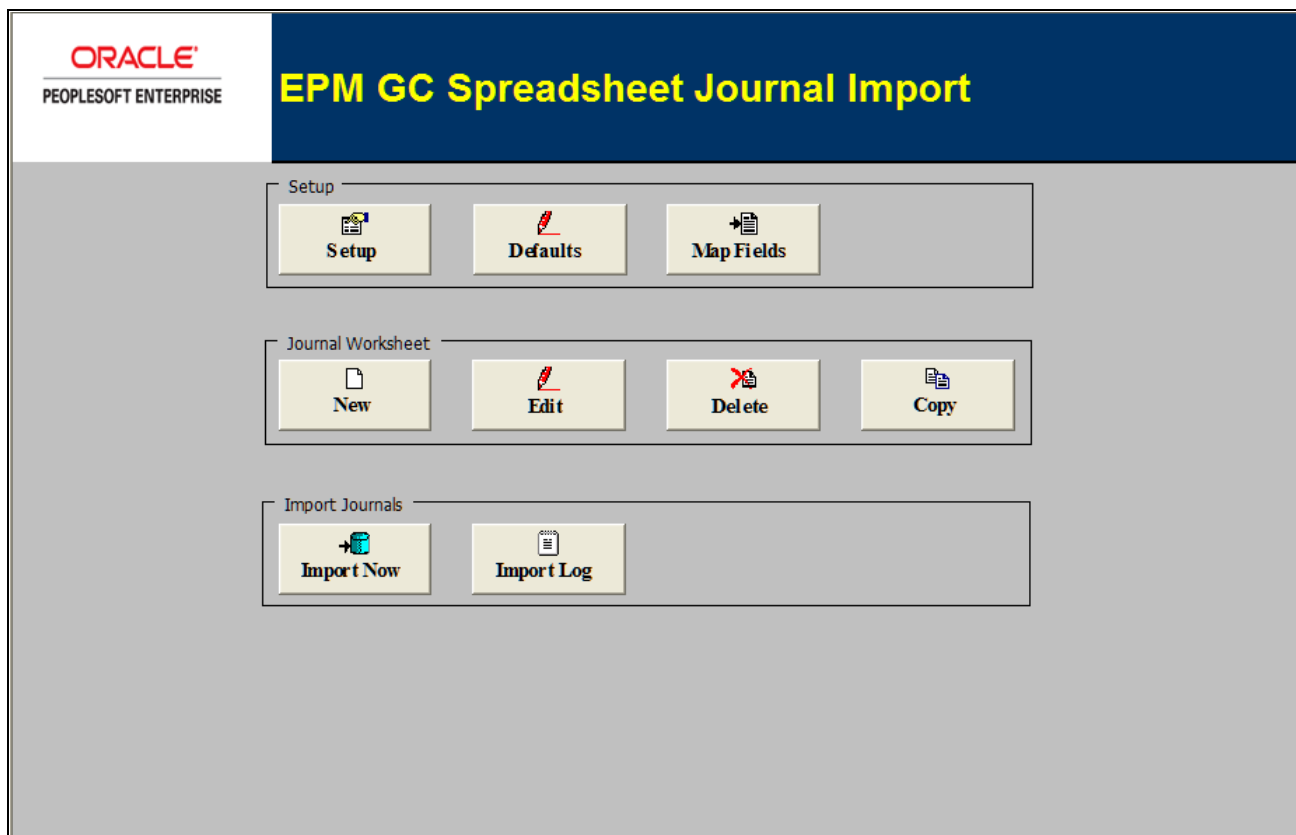 ORACLE'
PEOPLESOFT ENTERPRISE
EPM GC Spreadsheet Journal Import
Setup
Setup
Defaults
Map Fields
Journal Worksheet
New
Edit
Delete
Copy
Import Journals
Import Now
Import Log